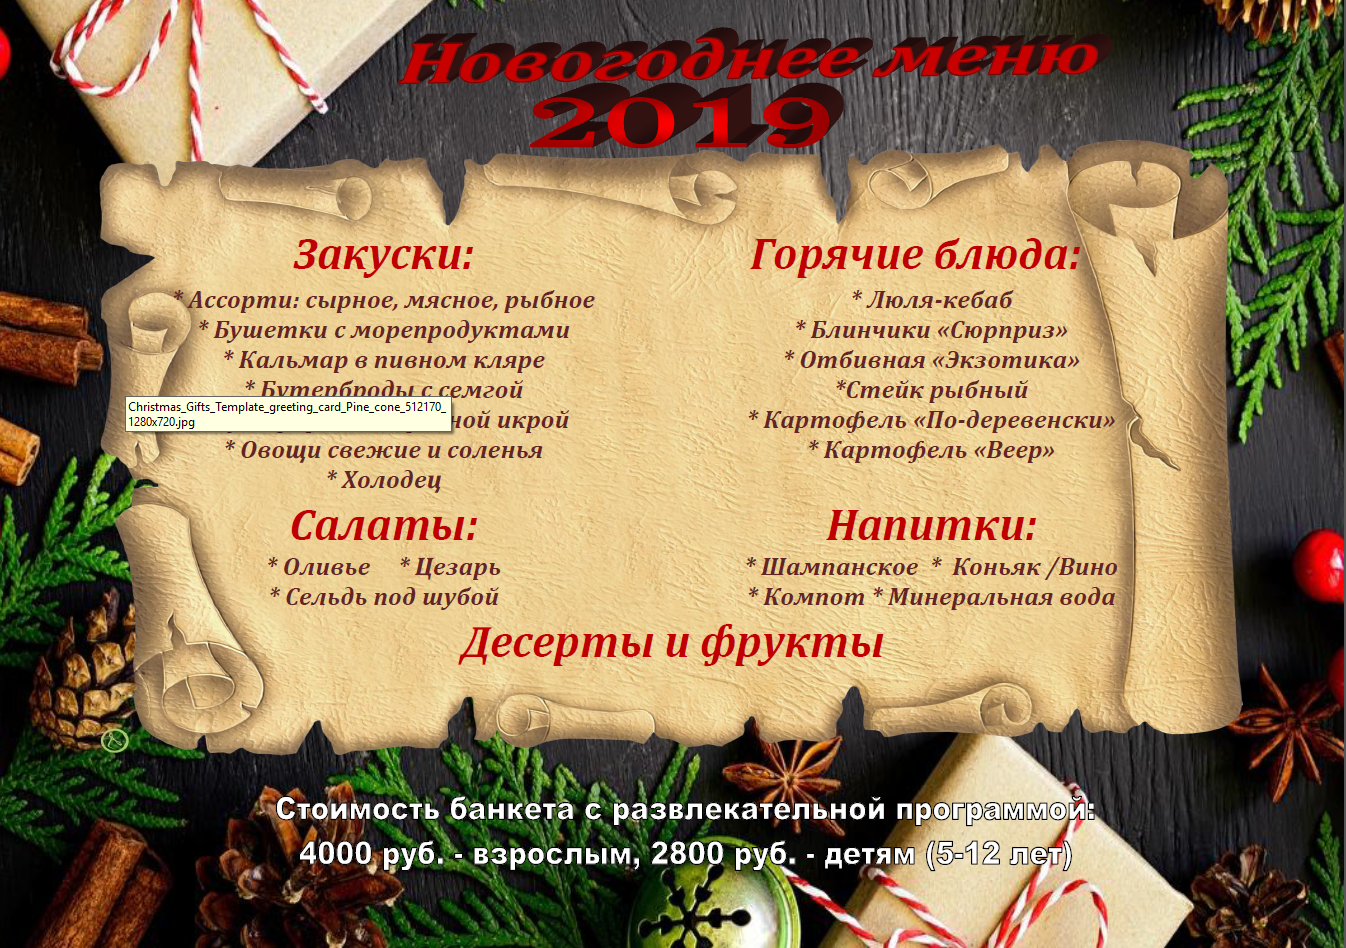 Новогоднее меню
2019
Закуски:
* Ассорти: сырное, мясное, рыбное
* Бушетки с морепродуктами
* Кальмар в пивном кляре
* Бутерброды с семгой
Christmas_Gifts_Template_greeting_card_Pine_cone_512170_
1280x720.jpg
икрой
* Овощи свежие и соленья
* Холодец
Салаты:
* Оливье * Цезарь
* Сельдь под шубой
Горячие блюда:
* Люля-кебаб
* Блинчики «Сюрприз»
* Отбивная «Экзотика»
*Стейк рыбный
* Картофель «По-деревенски»
* Картофель «Веер»
Напитки:
* Шампанское * Коньяк /Вино
* Компот * Минеральная вода
Десерты и фрукты
Стоимость банкета с развлекательной программой:
4000 руб. - взрослым, 2800 руб. - детям (5-12 лет)